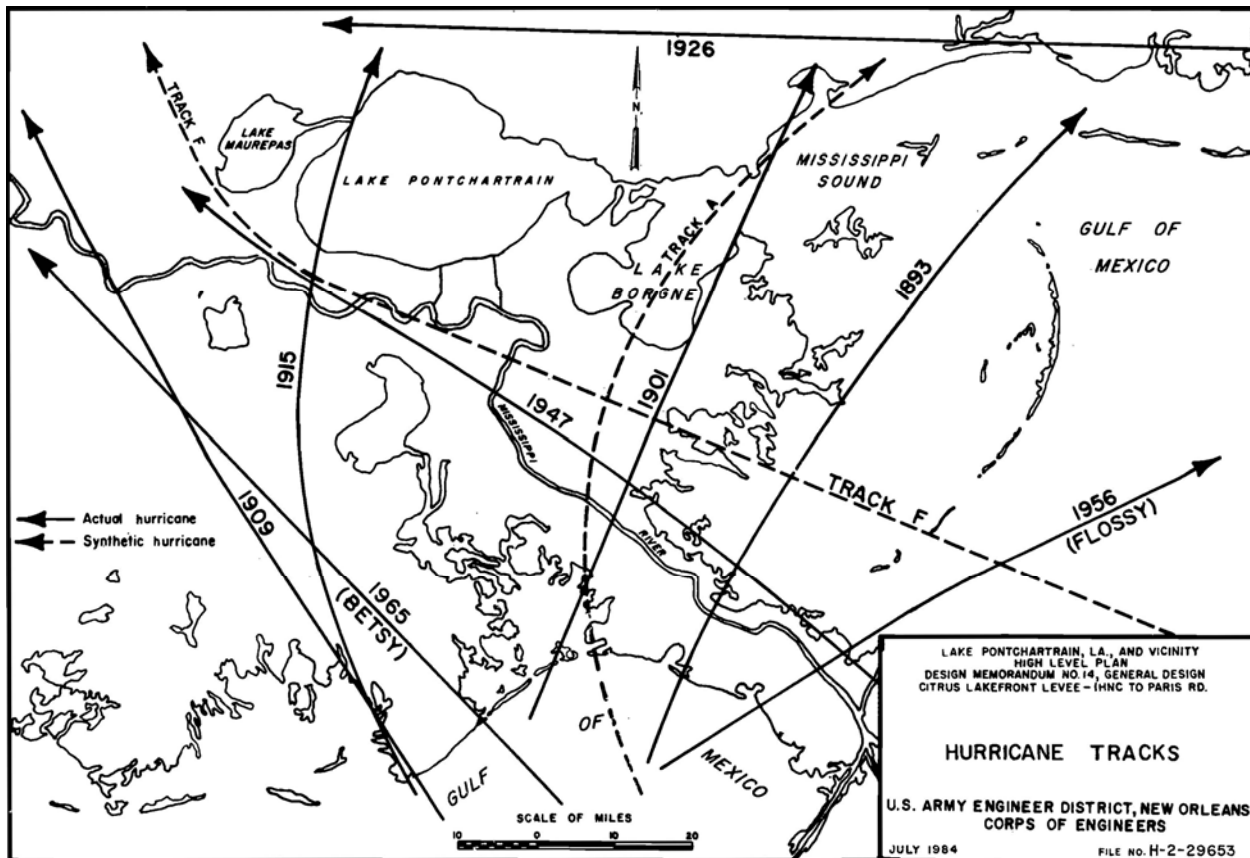 1926
N
TRACK F
LAKE
MAUREPAS
LAKE PONTCHARTRAIN
MISSISSIPPI
SOUND
TRACK A
LAKE
BORGNE
GULF OF
MEXICO
1893
1915
1901
1947
MISSISSIPPI
RIVER
TRACK F
1956
(FLOSSY)
1909
Actual hurricane
Synthetic hurricane
1965
(BETSY)
GULF
OF
MEXICO
SCALE OF MILES
10 0 10 20
LAKE PONTCHARTRAIN, LA., AND VICINITY
HIGH LEVEL PLAN
DESIGN MEMORANDUM NO. 14, GENERAL DESIGN
CITRUS LAKEFRONT LEVEE – IHNC TO PARIS RD.
HURRICANE TRACKS
U.S. ARMY ENGINEER DISTRICT, NEW ORLEANS
CORPS OF ENGINEERS
JULY 1984 FILE NO. H-2-29653